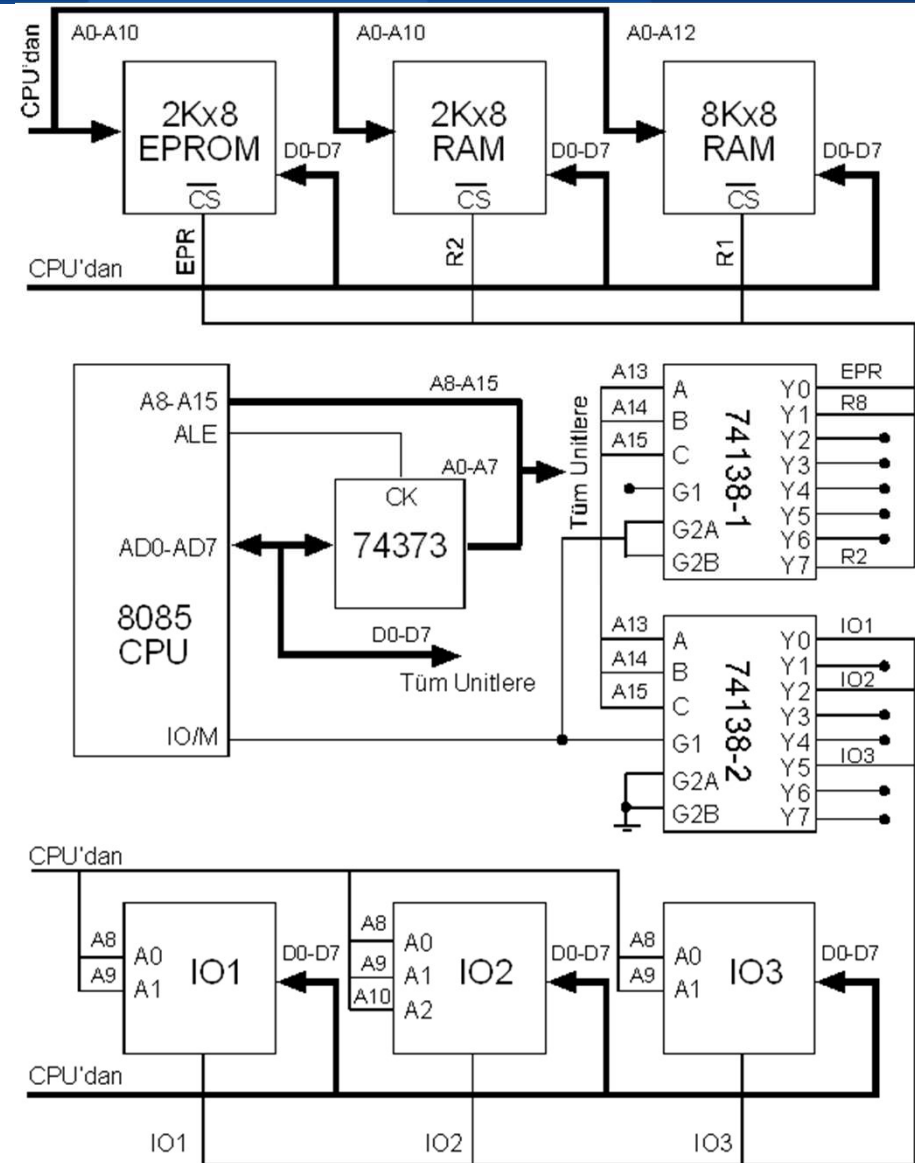 A0-A10
A0-A10
A0-A12
CPU'dan
2Kx8
EPROM
D0-D7
CS
2Kx8
RAM
D0-D7
CS
8Kx8
RAM
D0-D7
CS
EPR
R2
R1
CPU'dan
A8-A15
ALE
AD0-AD7
8085
CPU
IO/M
A8-A15
A0-A7
CK
74373
D0-D7
Tüm Unitlere
Tüm Unitlere
A13
A14
A15
A
B
C
G1
G2A
G2B
74138-1
Y0
Y1
Y2
Y3
Y4
Y5
Y6
Y7
EPR
R8
R2
A13
A14
A15
A
B
C
G1
G2A
G2B
74138-2
Y0
Y1
Y2
Y3
Y4
Y5
Y6
Y7
IO1
IO2
IO3
CPU'dan
A8
A9
A0
A1
IO1
D0-D7
A8
A9
A10
A0
A1
A2
IO2
D0-D7
A8
A9
A0
A1
IO3
D0-D7
CPU'dan
IO1
IO2
IO3